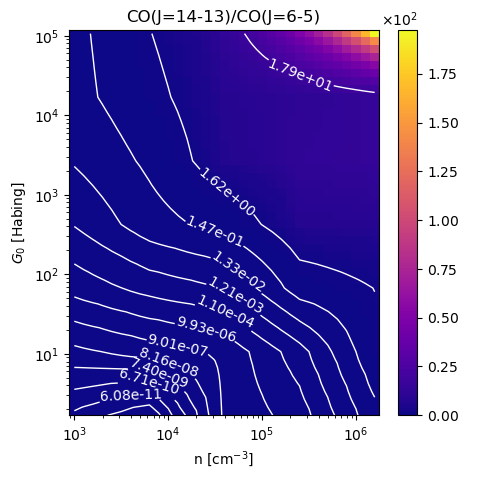 CO(J=14-13)/CO(J=6-5)
×10²
10⁵
10⁴
10³
10²
10¹
G₀ [Habing]
1.79e+01
1.62e+00
1.47e-01
1.33e-02
1.21e-03
1.10e-04
9.93e-06
9.01e-07
8.16e-08
7.40e-09
6.71e-10
6.08e-11
10³ 10⁴ 10⁵ 10⁶
n [cm⁻³]
1.75
1.50
1.25
1.00
0.75
0.50
0.25
0.00